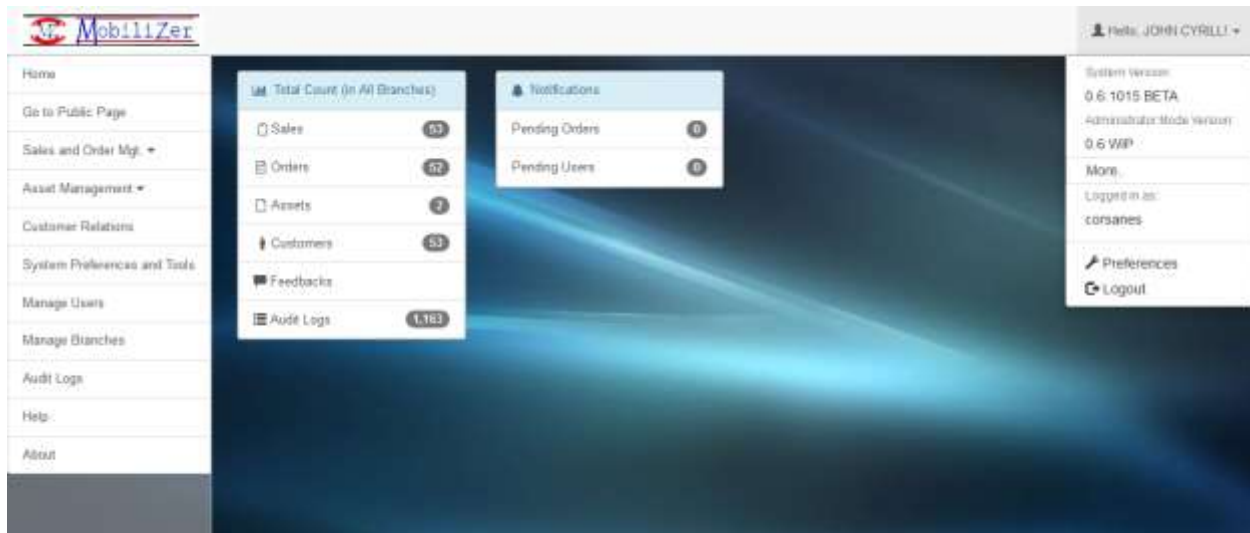 MobiliZer
Hello, JOHN CYRILL!
Home
Go to Public Page
Sales and Order Mgt.
Asset Management
Customer Relations
System Preferences and Tools
Manage Users
Manage Branches
Audit Logs
Help
About
Total Count (in All Branches)
Sales 53
Orders 52
Assets 2
Customers 53
Feedbacks
Audit Logs 1,163
Notifications
Pending Orders 0
Pending Users 0
System Version:
0.6.1015 BETA
Administrator Mode Version:
0.6 WIP
More..
Logged in as:
corsanes
Preferences
Logout